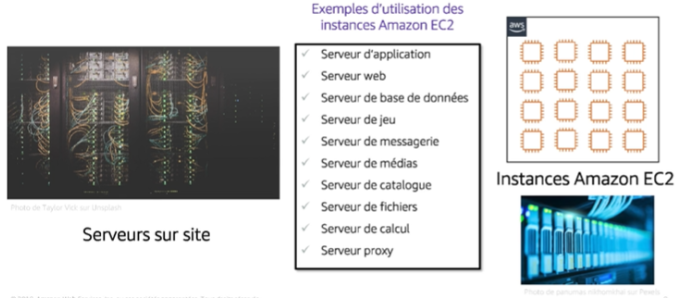 Exemples d'utilisation des
instances Amazon EC2
Serveur d'application
Serveur web
Serveur de base de données
Serveur de jeu
Serveur de messagerie
Serveur de médias
Serveur de catalogue
Serveur de fichiers
Serveur de calcul
Serveur proxy
Photo de Taylor Vick sur Unsplash
Serveurs sur site
aws
Instances Amazon EC2
Photo de panumas nikhomkhai sur Pexels